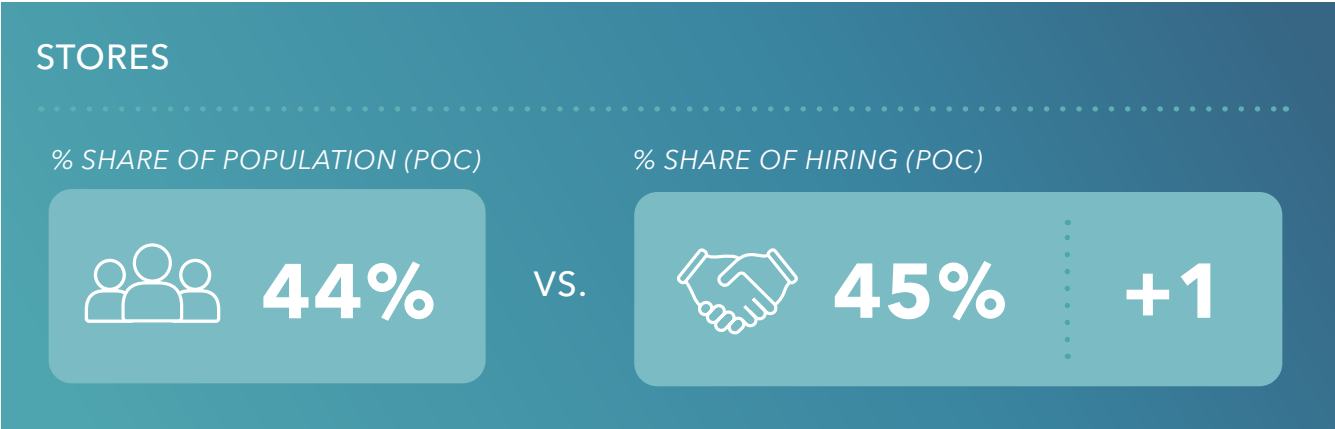 STORES
% SHARE OF POPULATION (POC)
44%
VS.
% SHARE OF HIRING (POC)
45%
+1